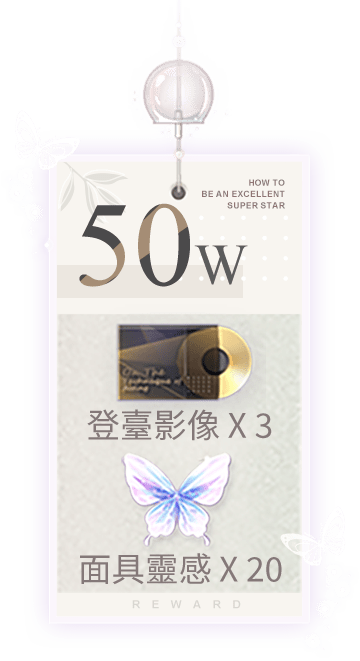 HOW TO
BE AN EXCELLENT
SUPER STAR
50W
登臺影像 X 3
面具靈感 X 20
REWARD